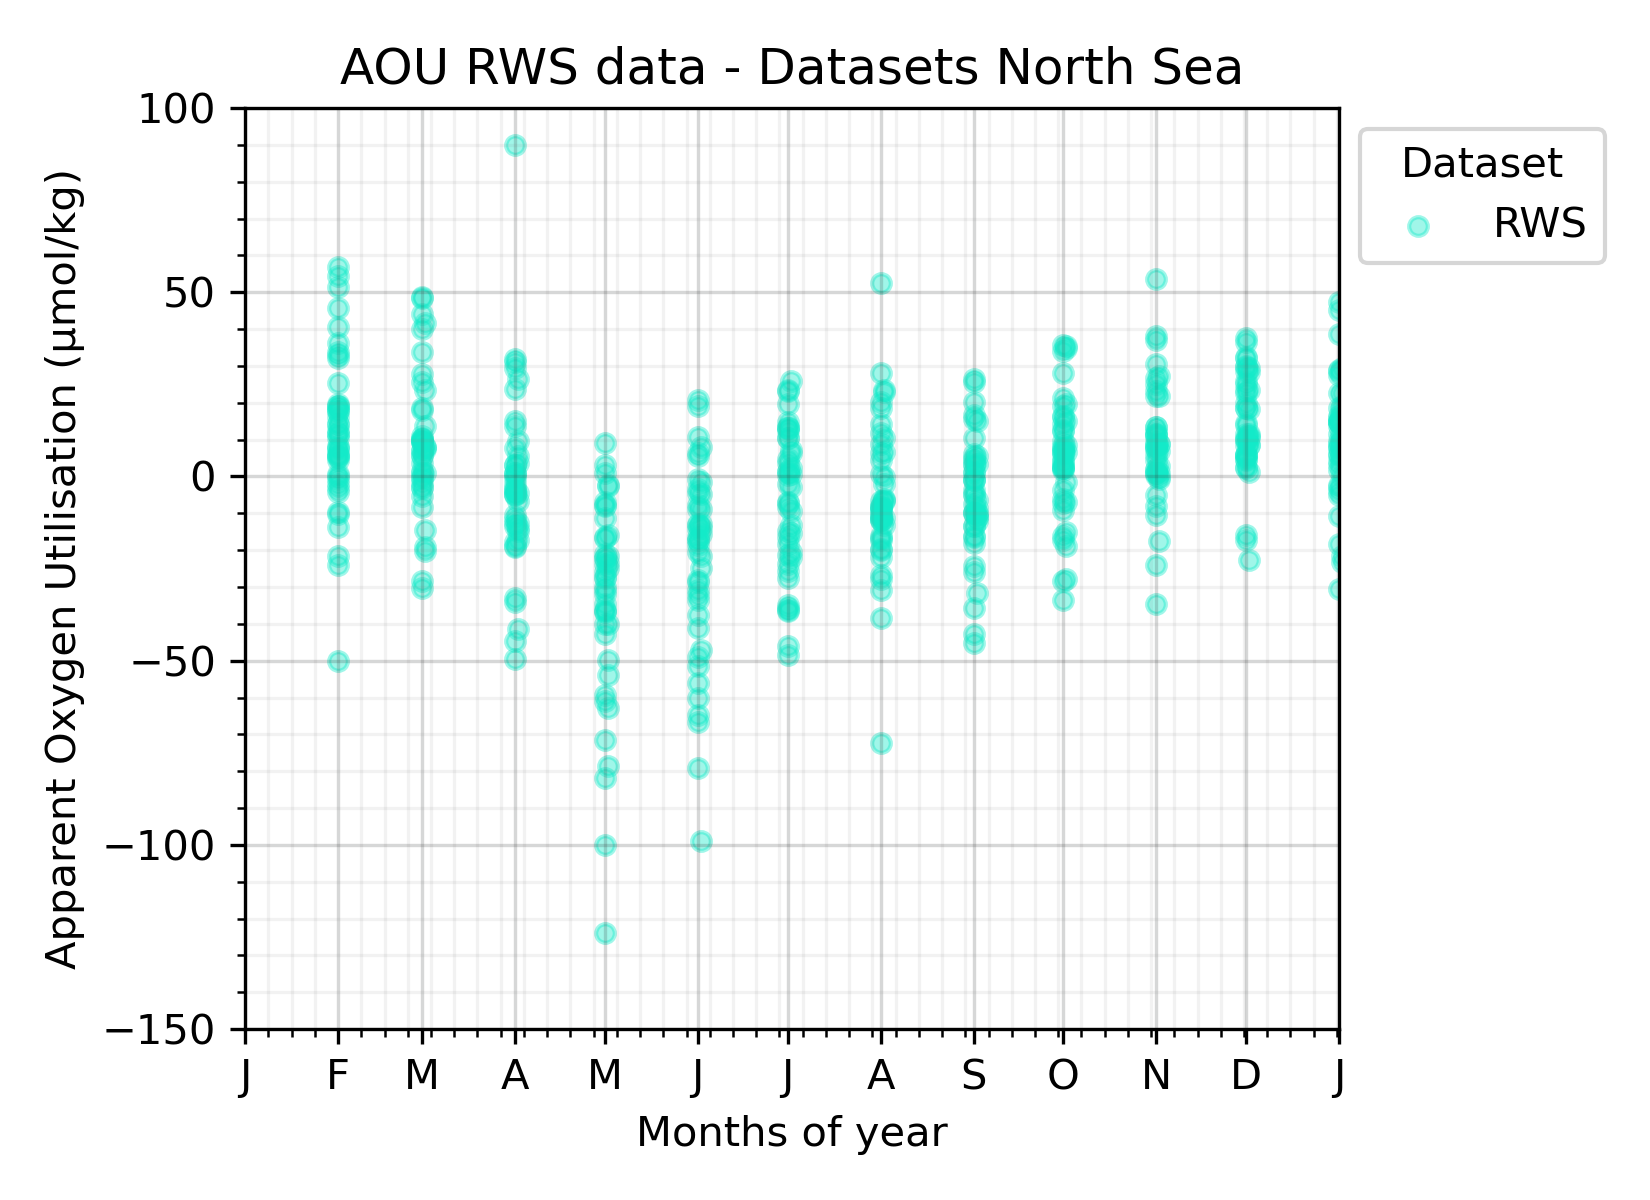 AOU RWS data - Datasets North Sea
100
50
0
−50
−100
−150
Apparent Oxygen Utilisation (μmol/kg)
J F M A M J J A S O N D J
Months of year
Dataset
RWS